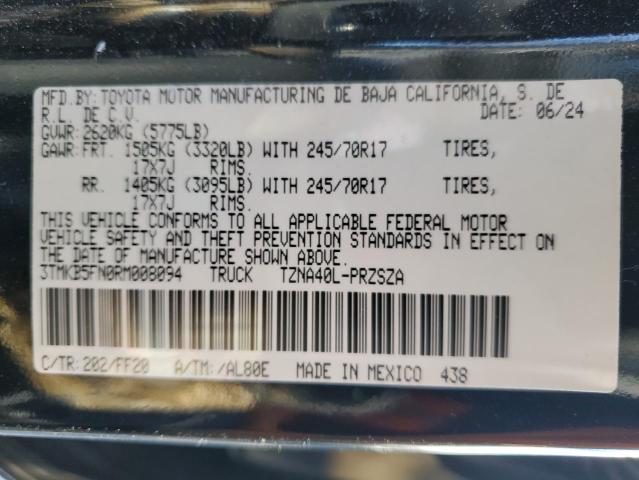 MFD.BY: TOYOTA MOTOR MANUFACTURING DE BAJA CALIFORNIA, S. DE
R.L. DE C.V. DATE: 06/24
GVWR: 2620KG (5775LB)
GAWR: FRT. 1505KG (3320LB) WITH 245/70R17 TIRES,
17X7J RIMS.
RR. 1405KG (3095LB) WITH 245/70R17 TIRES,
17X7J RIMS.
THIS VEHICLE CONFORMS TO ALL APPLICABLE FEDERAL MOTOR
VEHICLE SAFETY AND THEFT PREVENTION STANDARDS IN EFFECT ON
THE DATE OF MANUFACTURE SHOWN ABOVE.
3TMKB5FN0RM008094 TRUCK TZNA40L-PRZSZA
C/TR: 202/FF20 A/TM: /AL80E MADE IN MEXICO 438